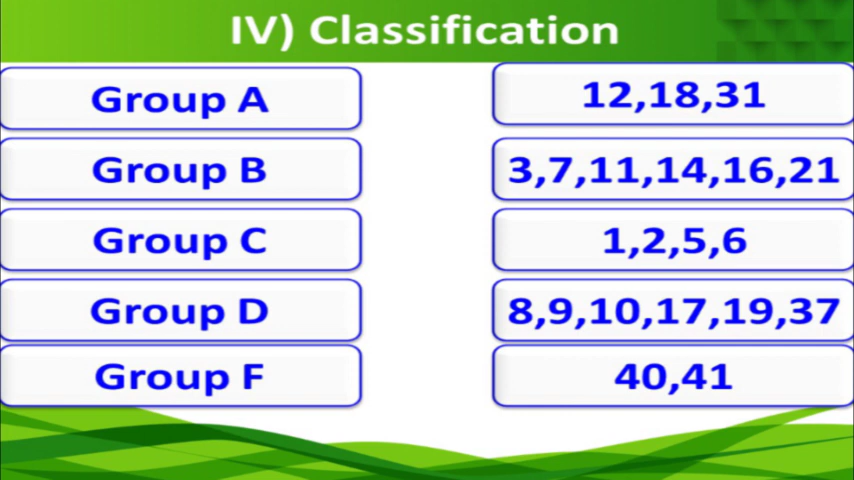 IV) Classification
Group A
12,18,31
Group B
3,7,11,14,16,21
Group C
1,2,5,6
Group D
8,9,10,17,19,37
Group F
40,41